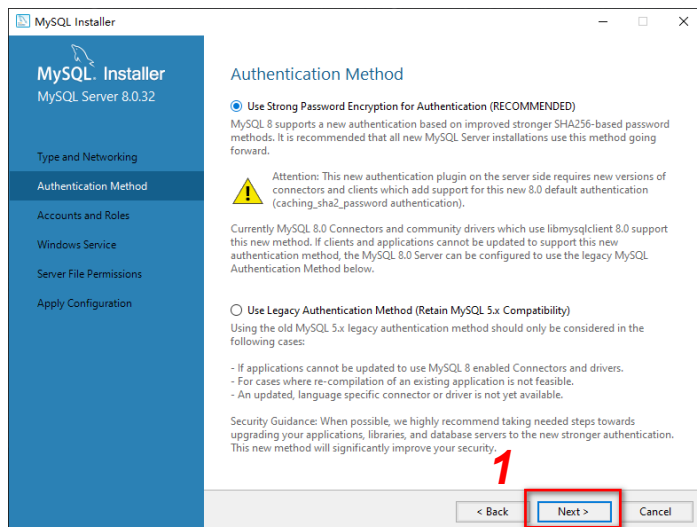 MySQL Installer
MySQL. Installer
MySQL Server 8.0.32
Type and Networking
Authentication Method
Accounts and Roles
Windows Service
Server File Permissions
Apply Configuration
Authentication Method
Use Strong Password Encryption for Authentication (RECOMMENDED)
MySQL 8 supports a new authentication based on improved stronger SHA256-based password
methods. It is recommended that all new MySQL Server installations use this method going
forward.
Attention: This new authentication plugin on the server side requires new versions of
connectors and clients which add support for this new 8.0 default authentication
(caching_sha2_password authentication).
Currently MySQL 8.0 Connectors and community drivers which use libmysqlclient 8.0 support
this new method. If clients and applications cannot be updated to support this new
authentication method, the MySQL 8.0 Server can be configured to use the legacy MySQL
Authentication Method below.
Use Legacy Authentication Method (Retain MySQL 5.x Compatibility)
Using the old MySQL 5.x legacy authentication method should only be considered in the
following cases:
- If applications cannot be updated to use MySQL 8 enabled Connectors and drivers.
- For cases where re-compilation of an existing application is not feasible.
- An updated, language specific connector or driver is not yet available.
Security Guidance: When possible, we highly recommend taking needed steps towards
upgrading your applications, libraries, and database servers to the new stronger authentication.
This new method will significantly improve your security.
1
< Back
Next >
Cancel